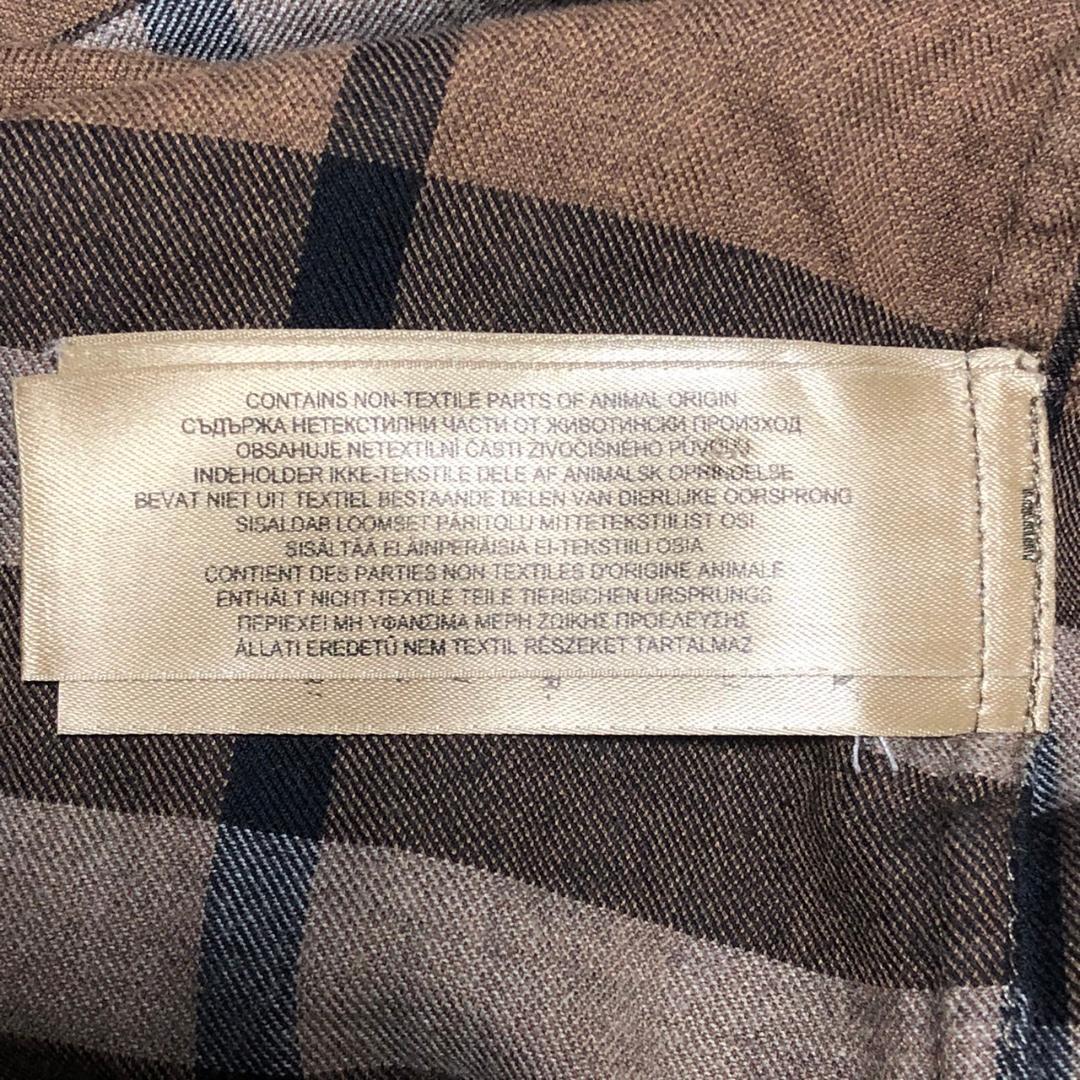 CONTAINS NON-TEXTILE PARTS OF ANIMAL ORIGIN
СЪДЪРЖА НЕТЕКСТИЛНИ ЧАСТИ ОТ ЖИВОТИНСКИ ПРОИЗХОД
OBSAHUJE NETEXTILNÍ ČÁSTI ŽIVOČIŠNÉHO PŮVODU
INDEHOLDER IKKE-TEKSTILE DELE AF ANIMALSK OPRINDELSE
BEVAT NIET UIT TEXTIEL BESTAANDE DELEN VAN DIERLIJKE OORSPRONG
SISALDAB LOOMSET PÄRITOLU MITTETEKSTIILIST OSI
SISÄLTÄÄ ELÄINPERÄISIÄ EI-TEKSTIILI OSIA
CONTIENT DES PARTIES NON TEXTILES D'ORIGINE ANIMALE
ENTHÄLT NICHT-TEXTILE TEILE TIERISCHEN URSPRUNGS
ΠΕΡΙΕΧΕΙ ΜΗ ΥΦΑΝΣΙΜΑ ΜΕΡΗ ΖΩΙΚΗΣ ΠΡΟΕΛΕΥΣΗΣ
ÁLLATI EREDETŰ NEM TEXTIL RÉSZEKET TARTALMAZ